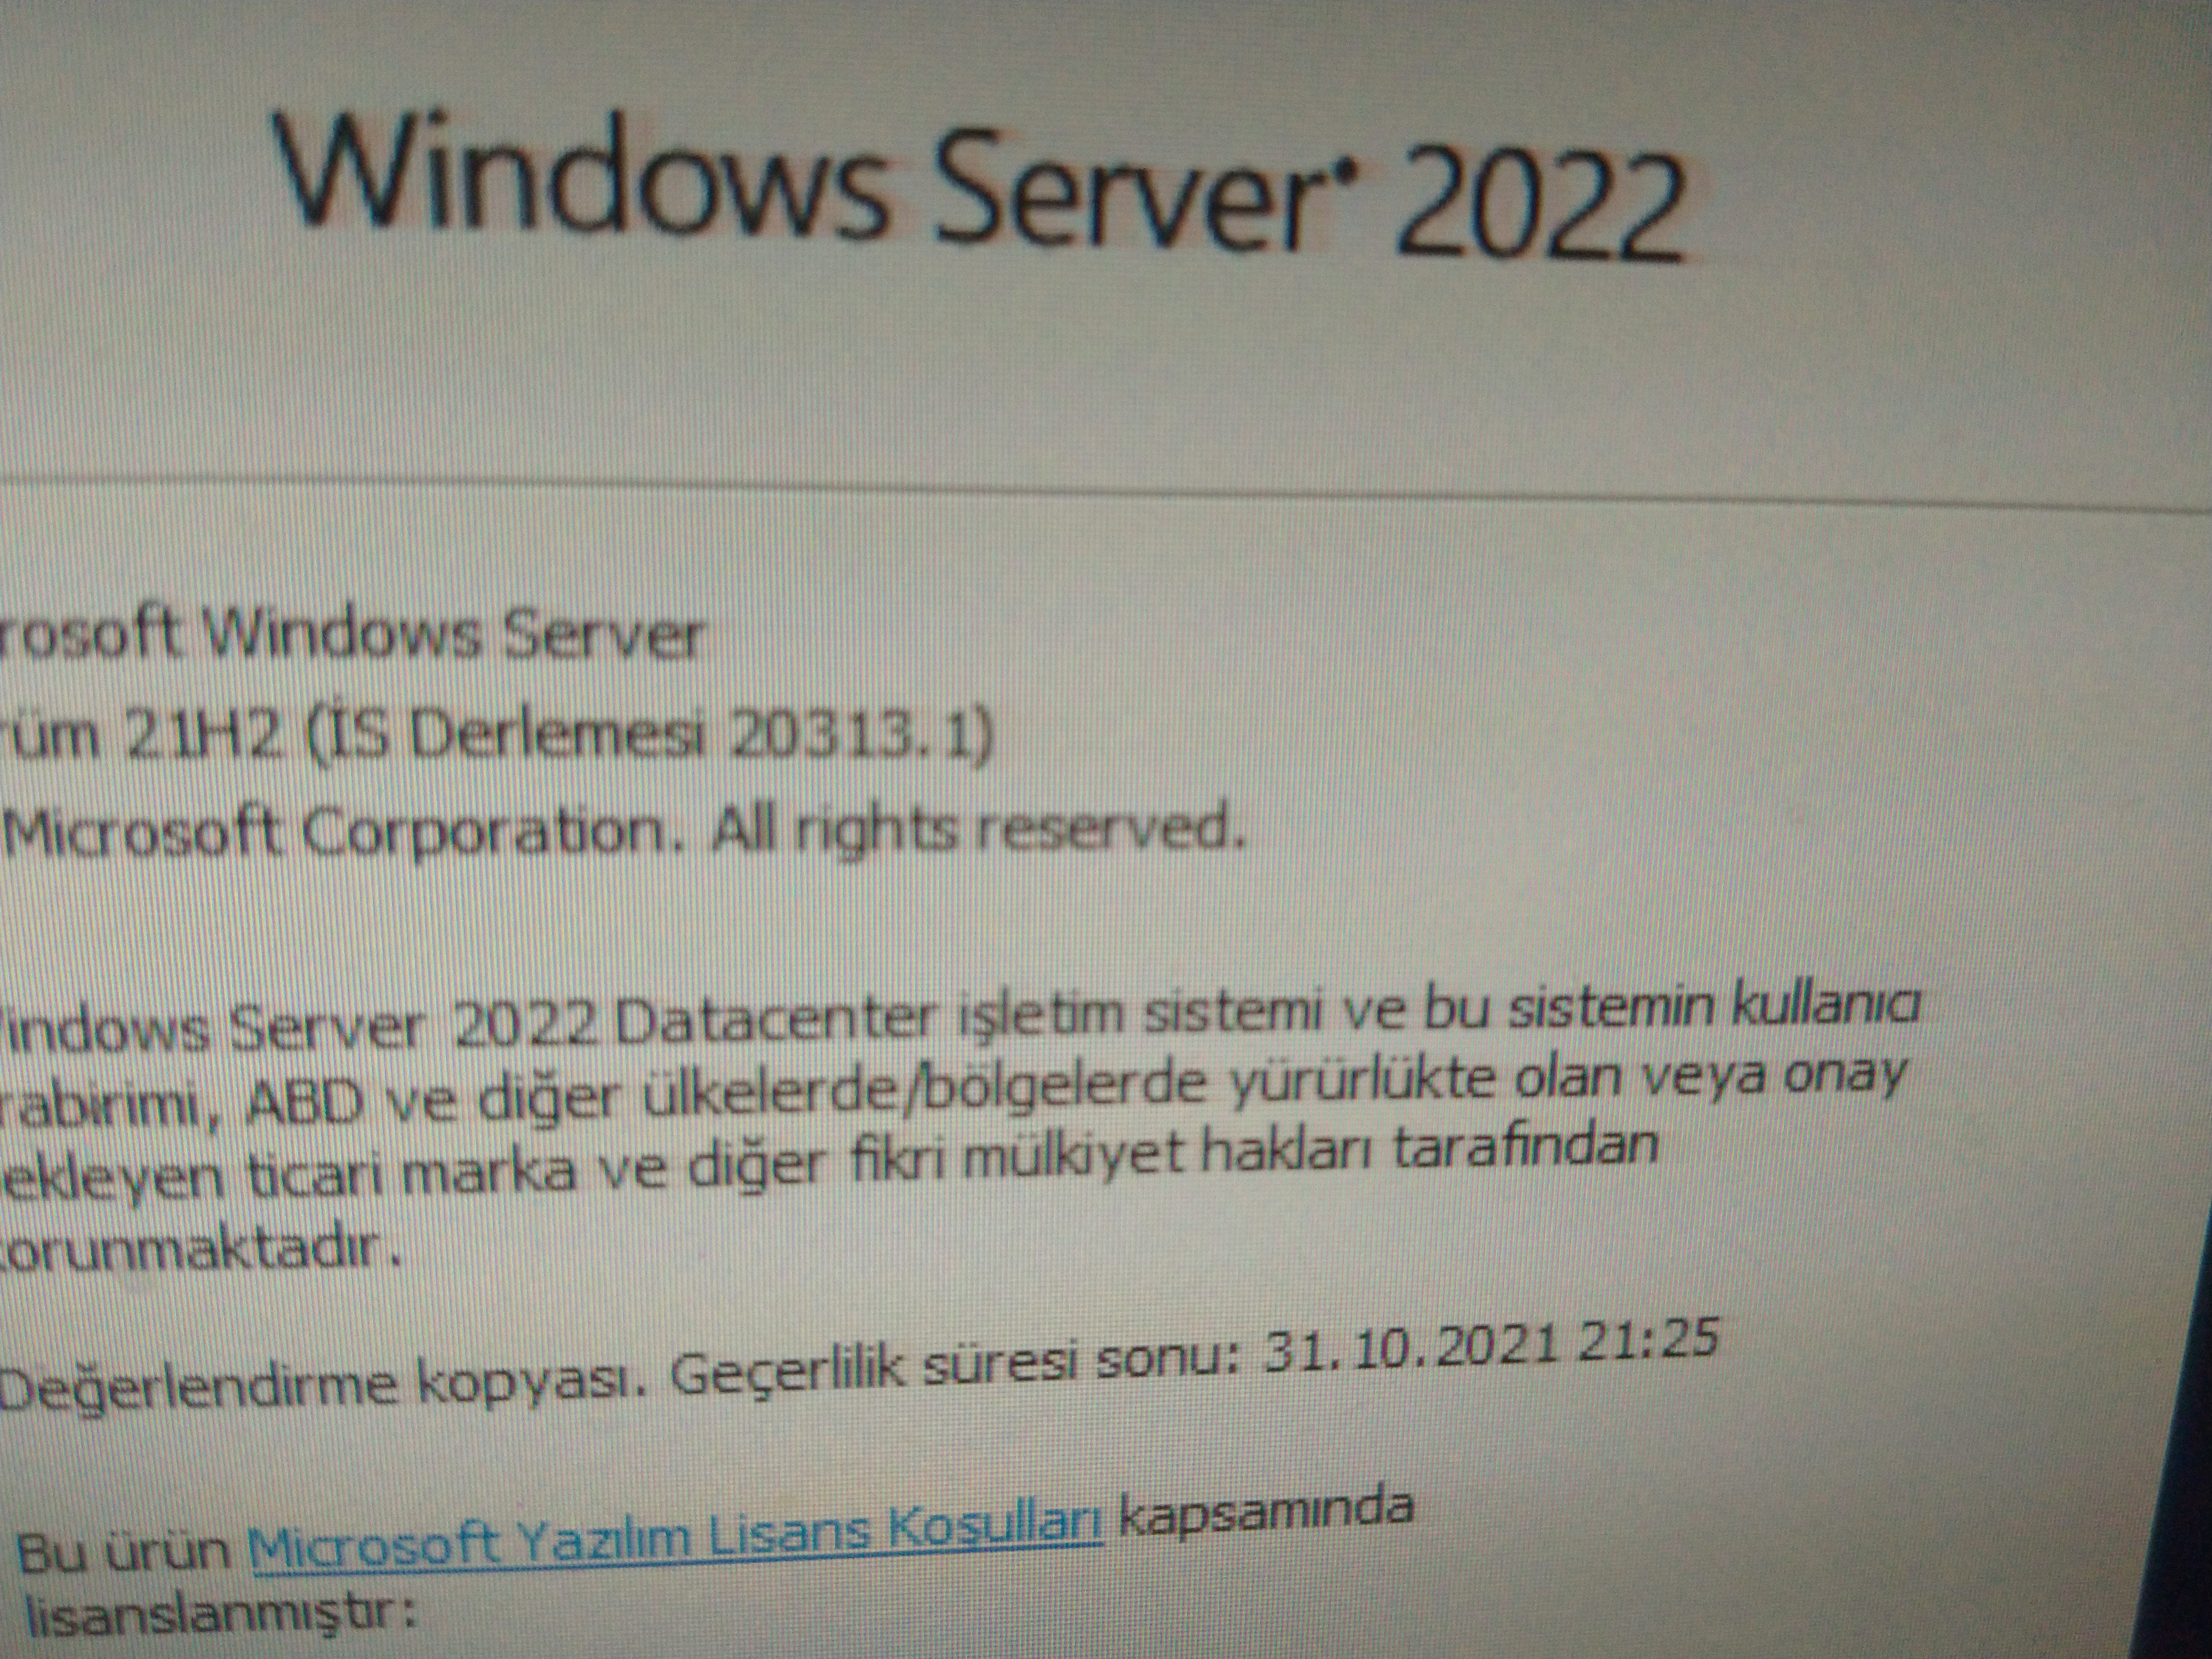 Windows Server® 2022
rosoft Windows Server
üm 21H2 (İS Derlemesi 20313.1)
Microsoft Corporation. All rights reserved.
indows Server 2022 Datacenter işletim sistemi ve bu sistemin kullanıcı
rabirimi, ABD ve diğer ülkelerde/bölgelerde yürürlükte olan veya onay
ekleyen ticari marka ve diğer fikri mülkiyet hakları tarafından
orunmaktadır.
Değerlendirme kopyası. Geçerlilik süresi sonu: 31.10.2021 21:25
Bu ürün Microsoft Yazılım Lisans Koşulları kapsamında
lisanslanmıştır: